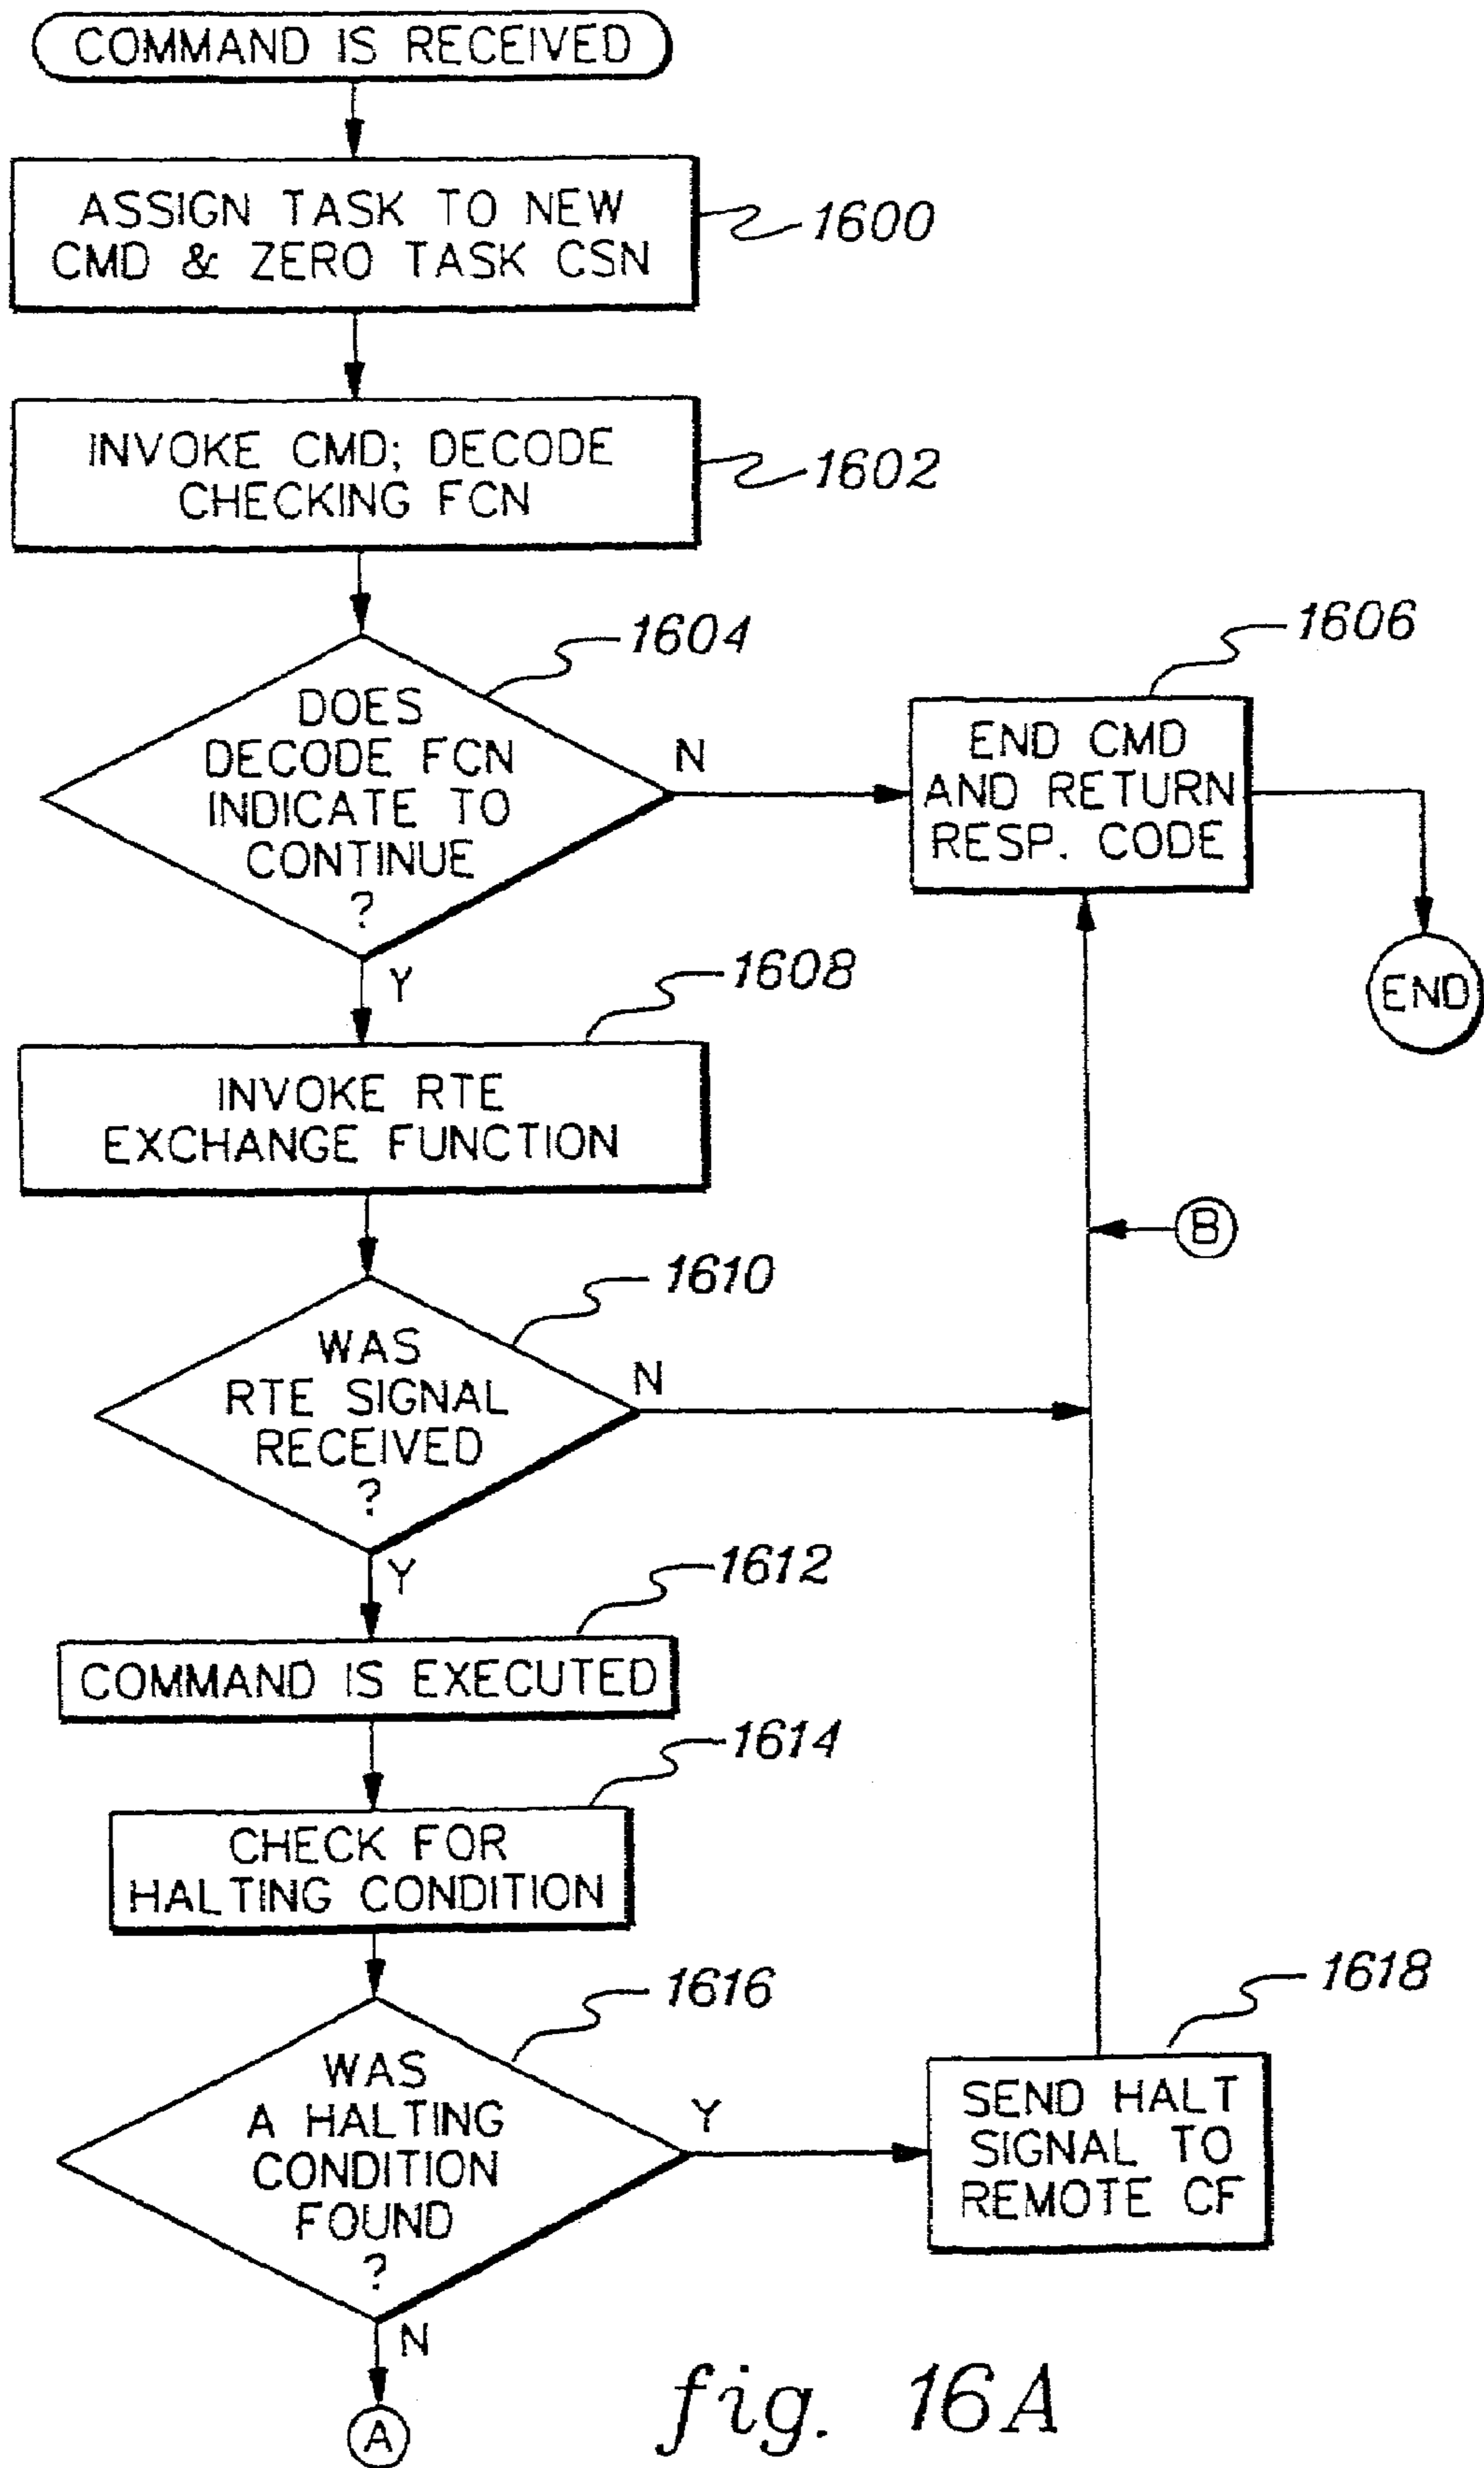 COMMAND IS RECEIVED
ASSIGN TASK TO NEW
CMD & ZERO TASK CSN
1600
INVOKE CMD; DECODE
CHECKING FCN
1602
1604
DOES
DECODE FCN
INDICATE TO
CONTINUE
?
N
Y
1606
END CMD
AND RETURN
RESP. CODE
END
1608
INVOKE RTE
EXCHANGE FUNCTION
B
1610
WAS
RTE SIGNAL
RECEIVED
?
N
Y
1612
COMMAND IS EXECUTED
1614
CHECK FOR
HALTING CONDITION
1616
WAS
A HALTING
CONDITION
FOUND
?
Y
N
1618
SEND HALT
SIGNAL TO
REMOTE CF
A
fig. 16A